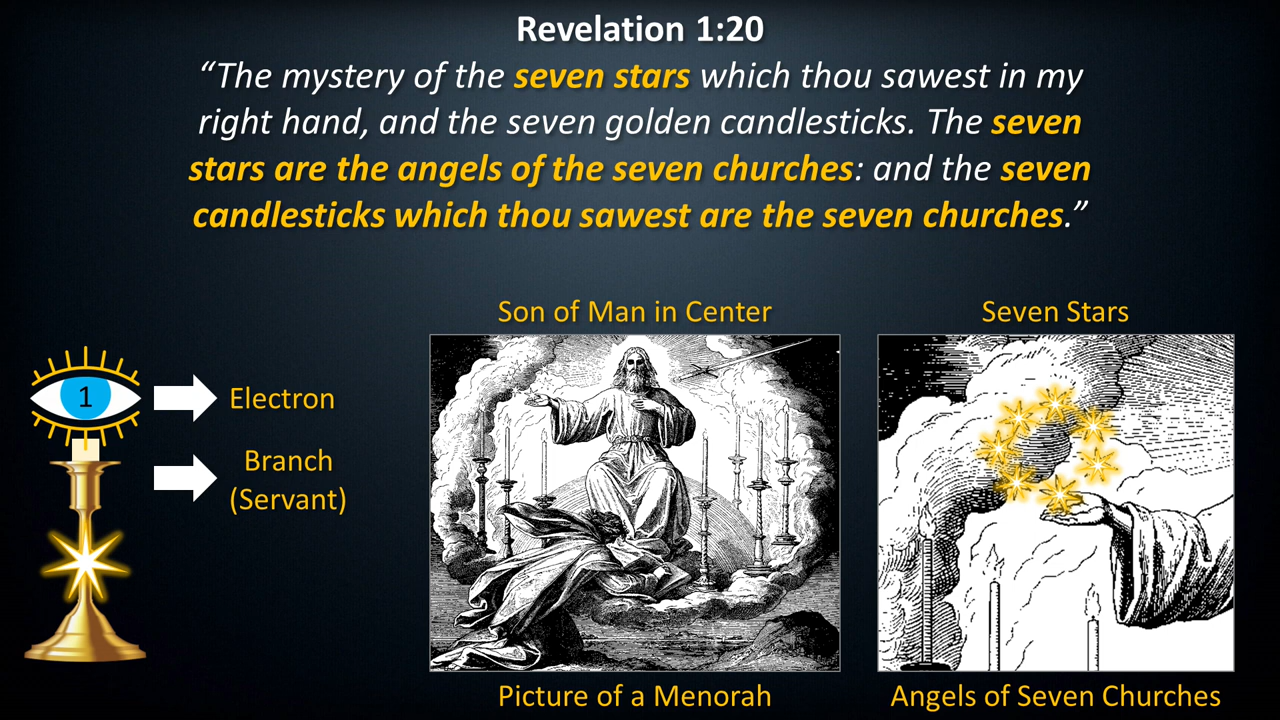 Revelation 1:20
“The mystery of the seven stars which thou sawest in my
right hand, and the seven golden candlesticks. The seven
stars are the angels of the seven churches: and the seven
candlesticks which thou sawest are the seven churches.”
Son of Man in Center
Seven Stars
1
Electron
Branch
(Servant)
Picture of a Menorah
Angels of Seven Churches